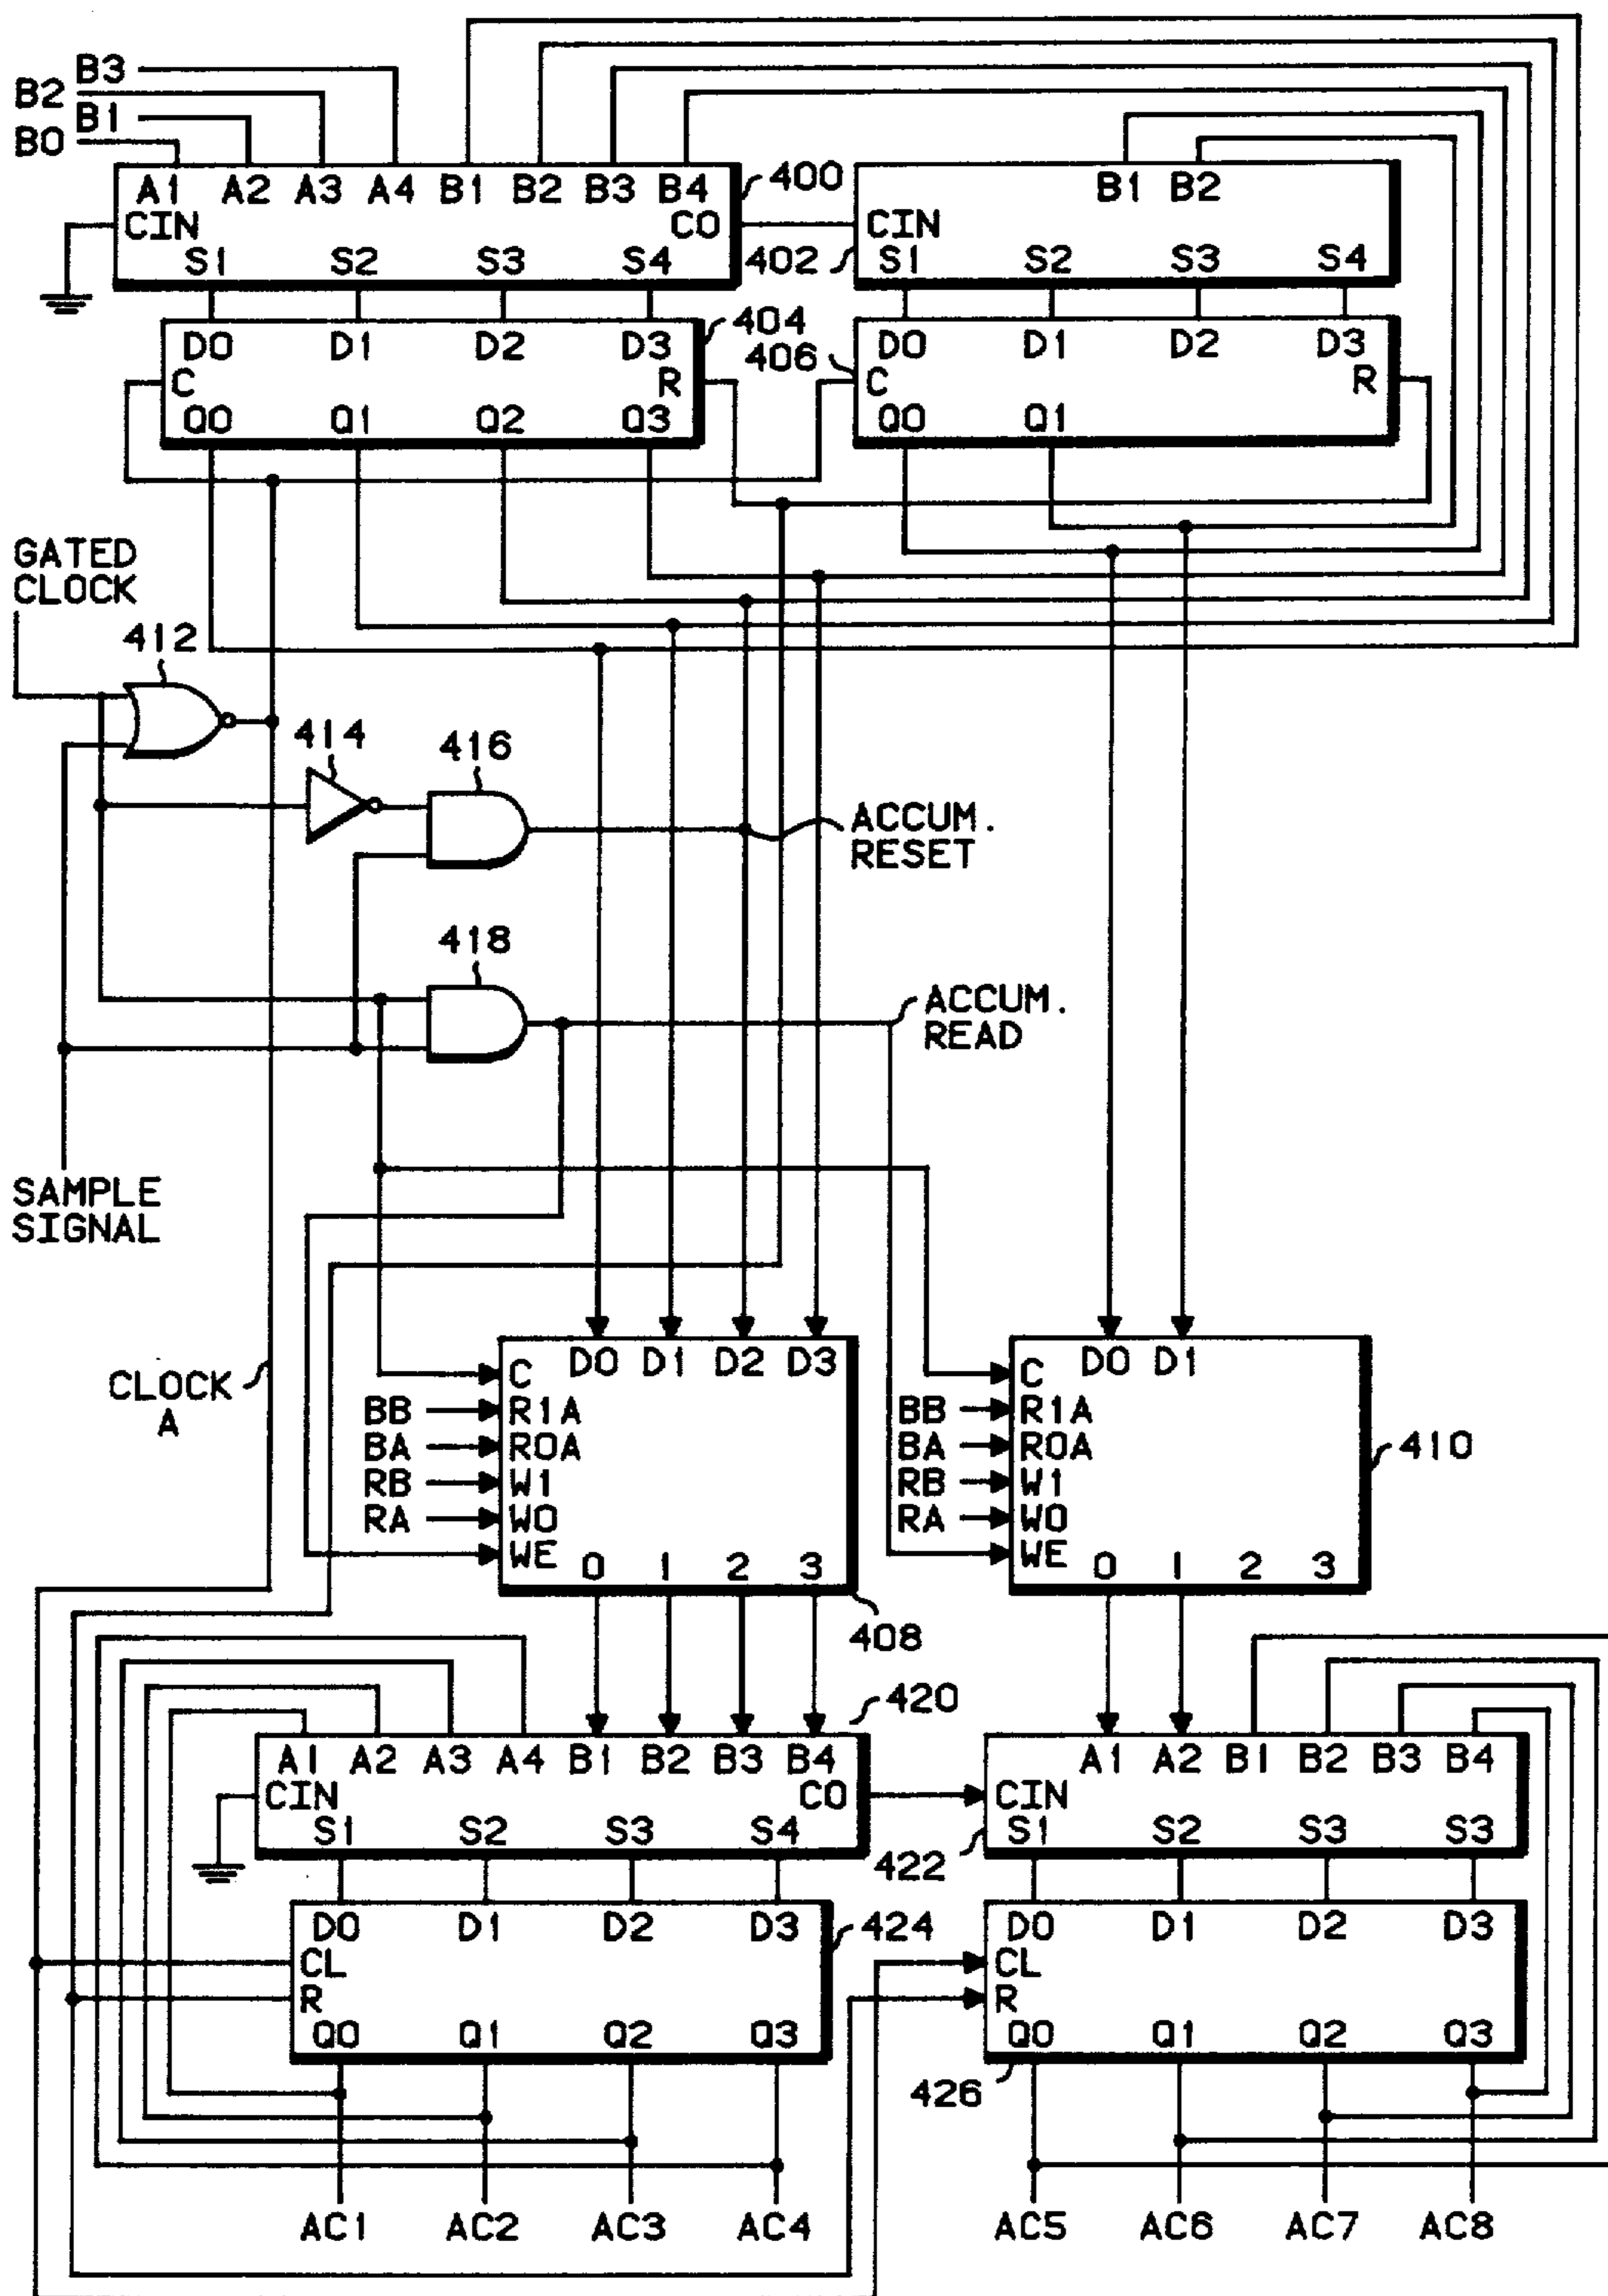 B3
B2
B1
B0
A1 A2 A3 A4 B1 B2 B3 B4
400
CIN
CO
S1 S2 S3 S4
B1 B2
CIN
402
S1 S2 S3 S4
D0 D1 D2 D3
404
C
R
Q0 Q1 Q2 Q3
D0 D1 D2 D3
406
C
R
Q0 Q1
GATED
CLOCK
412
414
416
ACCUM.
RESET
418
ACCUM.
READ
SAMPLE
SIGNAL
CLOCK
A
D0 D1 D2 D3
C
BB R1A
BA R0A
RB W1
RA W0
WE
0 1 2 3
408
D0 D1
C
BB R1A
BA R0A
RB W1
RA W0
WE
0 1 2 3
410
420
A1 A2 A3 A4 B1 B2 B3 B4
CIN
CO
S1 S2 S3 S4
A1 A2 B1 B2 B3 B4
CIN
S1 S2 S3 S3
422
D0 D1 D2 D3
424
CL
R
Q0 Q1 Q2 Q3
D0 D1 D2 D3
CL
R
Q0 Q1 Q2 Q3
426
AC1 AC2 AC3 AC4
AC5 AC6 AC7 AC8